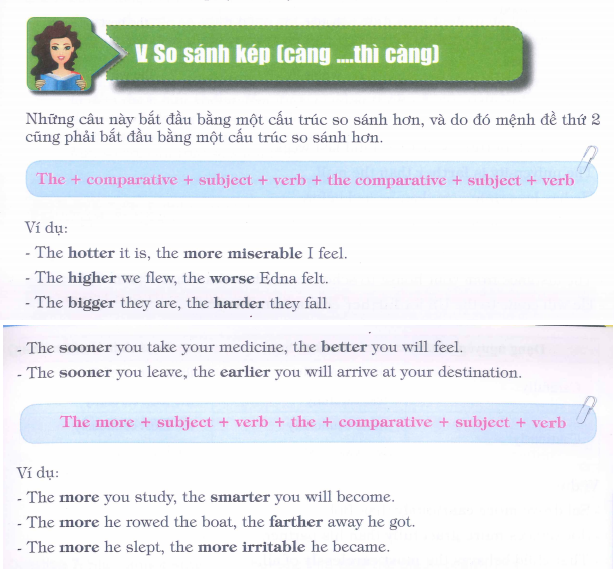 V. So sánh kép (càng ....thì càng)
Những câu này bắt đầu bằng một cấu trúc so sánh hơn, và do đó mệnh đề thứ 2
cũng phải bắt đầu bằng một cấu trúc so sánh hơn.
The + comparative + subject + verb + the comparative + subject + verb
Ví dụ:
- The hotter it is, the more miserable I feel.
- The higher we flew, the worse Edna felt.
- The bigger they are, the harder they fall.
- The sooner you take your medicine, the better you will feel.
- The sooner you leave, the earlier you will arrive at your destination.
The more + subject + verb + the + comparative + subject + verb
Ví dụ:
- The more you study, the smarter you will become.
- The more he rowed the boat, the farther away he got.
- The more he slept, the more irritable he became.